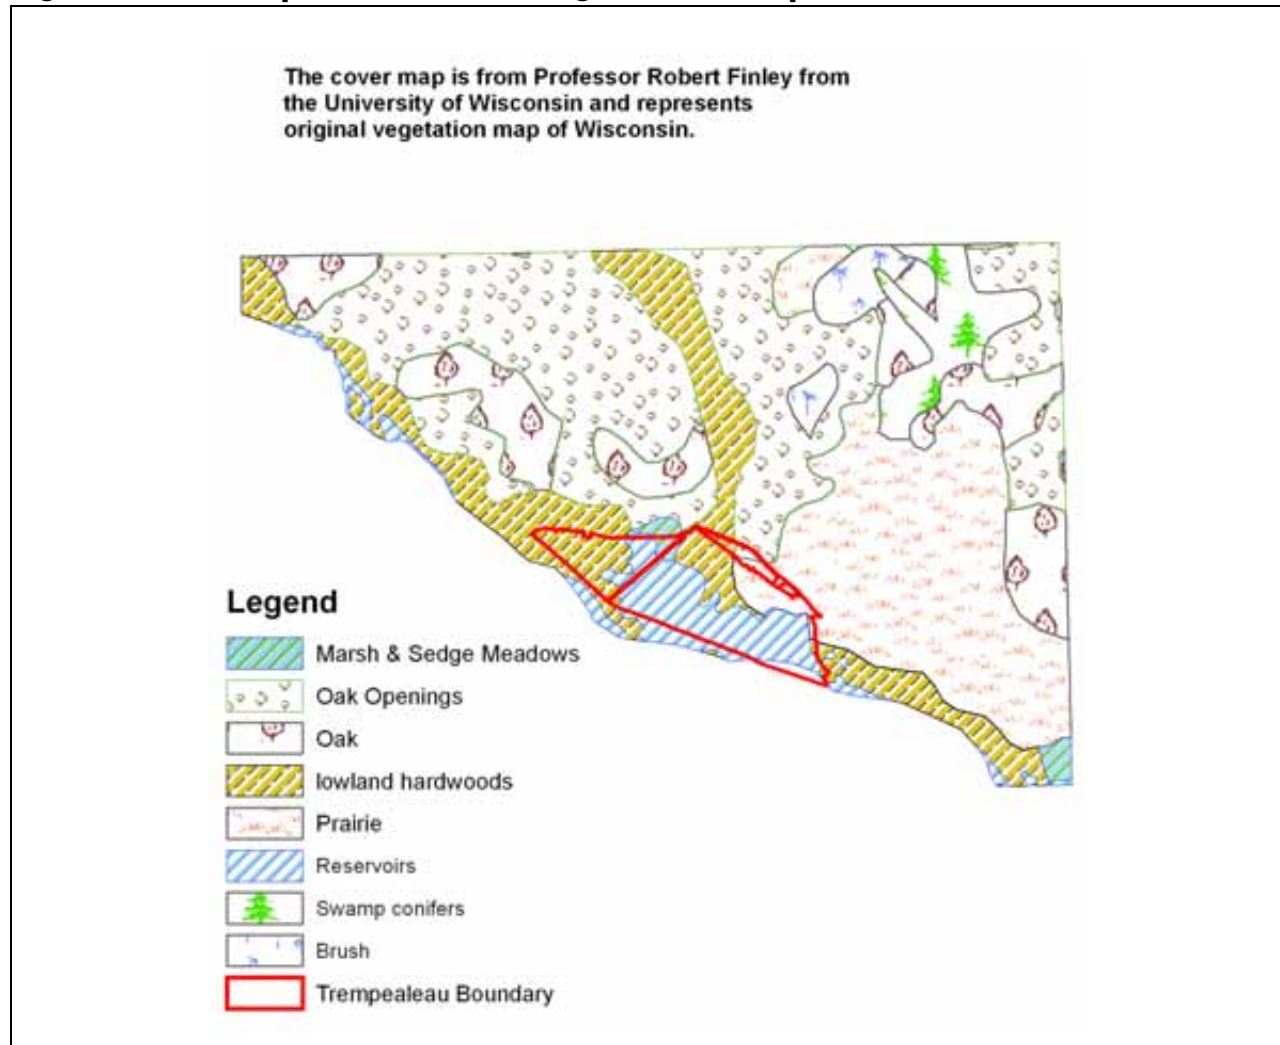 The cover map is from Professor Robert Finley from
the University of Wisconsin and represents
original vegetation map of Wisconsin.
Legend
Marsh & Sedge Meadows
Oak Openings
Oak
lowland hardwoods
Prairie
Reservoirs
Swamp conifers
Brush
Trempealeau Boundary